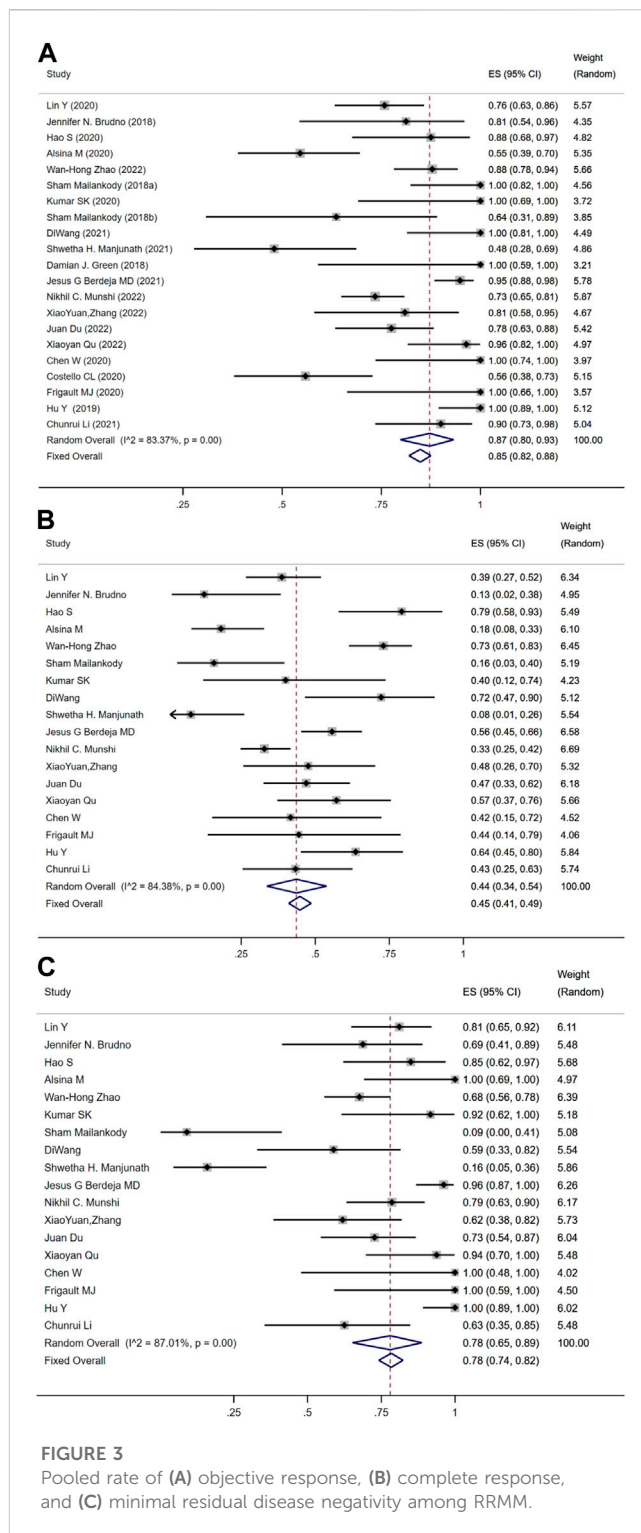 A
Weight
Study ES (95% CI) (Random)
Lin Y (2020) 0.76 (0.63, 0.86) 5.57
Jennifer N. Brudno (2018) 0.81 (0.54, 0.96) 4.35
Hao S (2020) 0.88 (0.68, 0.97) 4.82
Alsina M (2020) 0.55 (0.39, 0.70) 5.35
Wan-Hong Zhao (2022) 0.88 (0.78, 0.94) 5.66
Sham Mailankody (2018a) 1.00 (0.82, 1.00) 4.56
Kumar SK (2020) 1.00 (0.69, 1.00) 3.72
Sham Mailankody (2018b) 0.64 (0.31, 0.89) 3.85
DiWang (2021) 1.00 (0.81, 1.00) 4.49
Shwetha H. Manjunath (2021) 0.48 (0.28, 0.69) 4.86
Damian J. Green (2018) 1.00 (0.59, 1.00) 3.21
Jesus G Berdeja MD (2021) 0.95 (0.88, 0.98) 5.78
Nikhil C. Munshi (2022) 0.73 (0.65, 0.81) 5.87
XiaoYuan,Zhang (2022) 0.81 (0.58, 0.95) 4.67
Juan Du (2022) 0.78 (0.63, 0.88) 5.42
Xiaoyan Qu (2022) 0.96 (0.82, 1.00) 4.97
Chen W (2020) 1.00 (0.74, 1.00) 3.97
Costello CL (2020) 0.56 (0.38, 0.73) 5.15
Frigault MJ (2020) 1.00 (0.66, 1.00) 3.57
Hu Y (2019) 1.00 (0.89, 1.00) 5.12
Chunrui Li (2021) 0.90 (0.73, 0.98) 5.04
Random Overall (I^2 = 83.37%, p = 0.00) 0.87 (0.80, 0.93) 100.00
Fixed Overall 0.85 (0.82, 0.88)
.25 .5 .75 1
B
Weight
Study ES (95% CI) (Random)
Lin Y 0.39 (0.27, 0.52) 6.34
Jennifer N. Brudno 0.13 (0.02, 0.38) 4.95
Hao S 0.79 (0.58, 0.93) 5.49
Alsina M 0.18 (0.08, 0.33) 6.10
Wan-Hong Zhao 0.73 (0.61, 0.83) 6.45
Sham Mailankody 0.16 (0.03, 0.40) 5.19
Kumar SK 0.40 (0.12, 0.74) 4.23
DiWang 0.72 (0.47, 0.90) 5.12
Shwetha H. Manjunath 0.08 (0.01, 0.26) 5.54
Jesus G Berdeja MD 0.56 (0.45, 0.66) 6.58
Nikhil C. Munshi 0.33 (0.25, 0.42) 6.69
XiaoYuan,Zhang 0.48 (0.26, 0.70) 5.32
Juan Du 0.47 (0.33, 0.62) 6.18
Xiaoyan Qu 0.57 (0.37, 0.76) 5.66
Chen W 0.42 (0.15, 0.72) 4.52
Frigault MJ 0.44 (0.14, 0.79) 4.06
Hu Y 0.64 (0.45, 0.80) 5.84
Chunrui Li 0.43 (0.25, 0.63) 5.74
Random Overall (I^2 = 84.38%, p = 0.00) 0.44 (0.34, 0.54) 100.00
Fixed Overall 0.45 (0.41, 0.49)
.25 .5 .75 1
C
Weight
Study ES (95% CI) (Random)
Lin Y 0.81 (0.65, 0.92) 6.11
Jennifer N. Brudno 0.69 (0.41, 0.89) 5.48
Hao S 0.85 (0.62, 0.97) 5.68
Alsina M 1.00 (0.69, 1.00) 4.97
Wan-Hong Zhao 0.68 (0.56, 0.78) 6.39
Kumar SK 0.92 (0.62, 1.00) 5.18
Sham Mailankody 0.09 (0.00, 0.41) 5.08
DiWang 0.59 (0.33, 0.82) 5.54
Shwetha H. Manjunath 0.16 (0.05, 0.36) 5.86
Jesus G Berdeja MD 0.96 (0.87, 1.00) 6.26
Nikhil C. Munshi 0.79 (0.63, 0.90) 6.17
XiaoYuan,Zhang 0.62 (0.38, 0.82) 5.73
Juan Du 0.73 (0.54, 0.87) 6.04
Xiaoyan Qu 0.94 (0.70, 1.00) 5.48
Chen W 1.00 (0.48, 1.00) 4.02
Frigault MJ 1.00 (0.59, 1.00) 4.50
Hu Y 1.00 (0.89, 1.00) 6.02
Chunrui Li 0.63 (0.35, 0.85) 5.48
Random Overall (I^2 = 87.01%, p = 0.00) 0.78 (0.65, 0.89) 100.00
Fixed Overall 0.78 (0.74, 0.82)
.25 .5 .75 1
FIGURE 3
Pooled rate of (A) objective response, (B) complete response,
and (C) minimal residual disease negativity among RRMM.